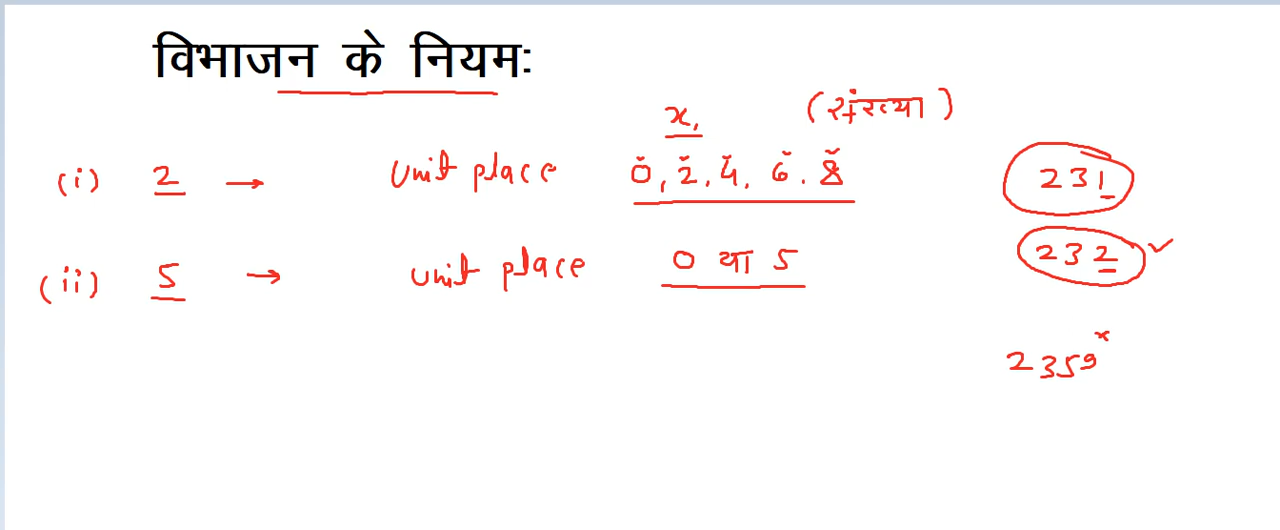 विभाजन के नियम:
x, (संख्या)
(i) 2 → Unit place 0, 2, 4, 6, 8 231
(ii) 5 → Unit place 0 या 5 232 ✓
2359 x